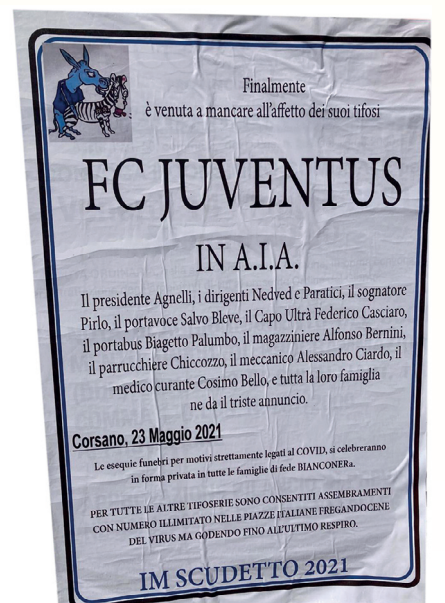 Finalmente
è venuta a mancare all'affetto dei suoi tifosi
FC JUVENTUS
IN A.I.A.
Il presidente Agnelli, i dirigenti Nedved e Paratici, il sognatore
Pirlo, il portavoce Salvo Bleve, il Capo Ultrà Federico Casciaro,
il portabus Biagetto Palumbo, il magazziniere Alfonso Bernini,
il parrucchiere Chiccozzo, il meccanico Alessandro Ciardo, il
medico curante Cosimo Bello, e tutta la loro famiglia
ne da il triste annuncio.
Corsano, 23 Maggio 2021
Le esequie funebri per motivi strettamente legati al COVID, si celebreranno
in forma privata in tutte le famiglie di fede BIANCONERa.
PER TUTTE LE ALTRE TIFOSERIE SONO CONSENTITI ASSEMBRAMENTI
CON NUMERO ILLIMITATO NELLE PIAZZE ITALIANE FREGANDOCENE
DEL VIRUS MA GODENDO FINO ALL'ULTIMO RESPIRO.
IM SCUDETTO 2021